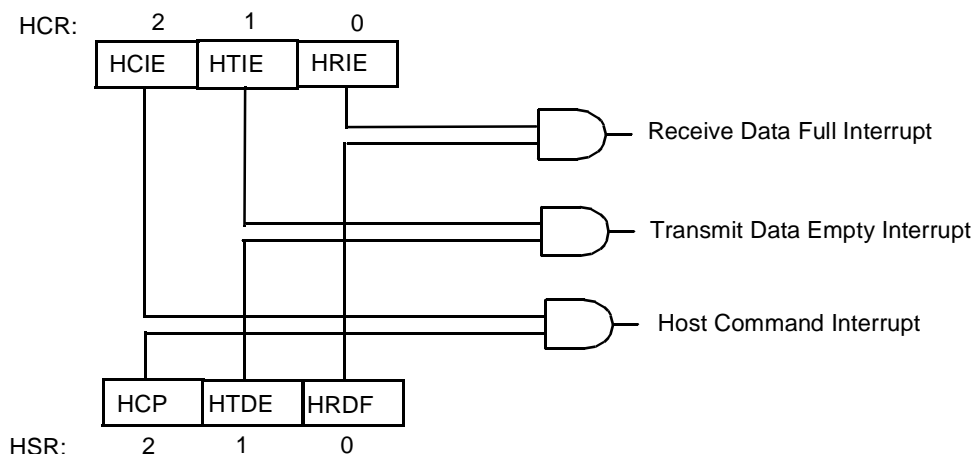 HCR: 2 1 0
HCIE HTIE HRIE
Receive Data Full Interrupt
Transmit Data Empty Interrupt
Host Command Interrupt
HCP HTDE HRDF
HSR: 2 1 0